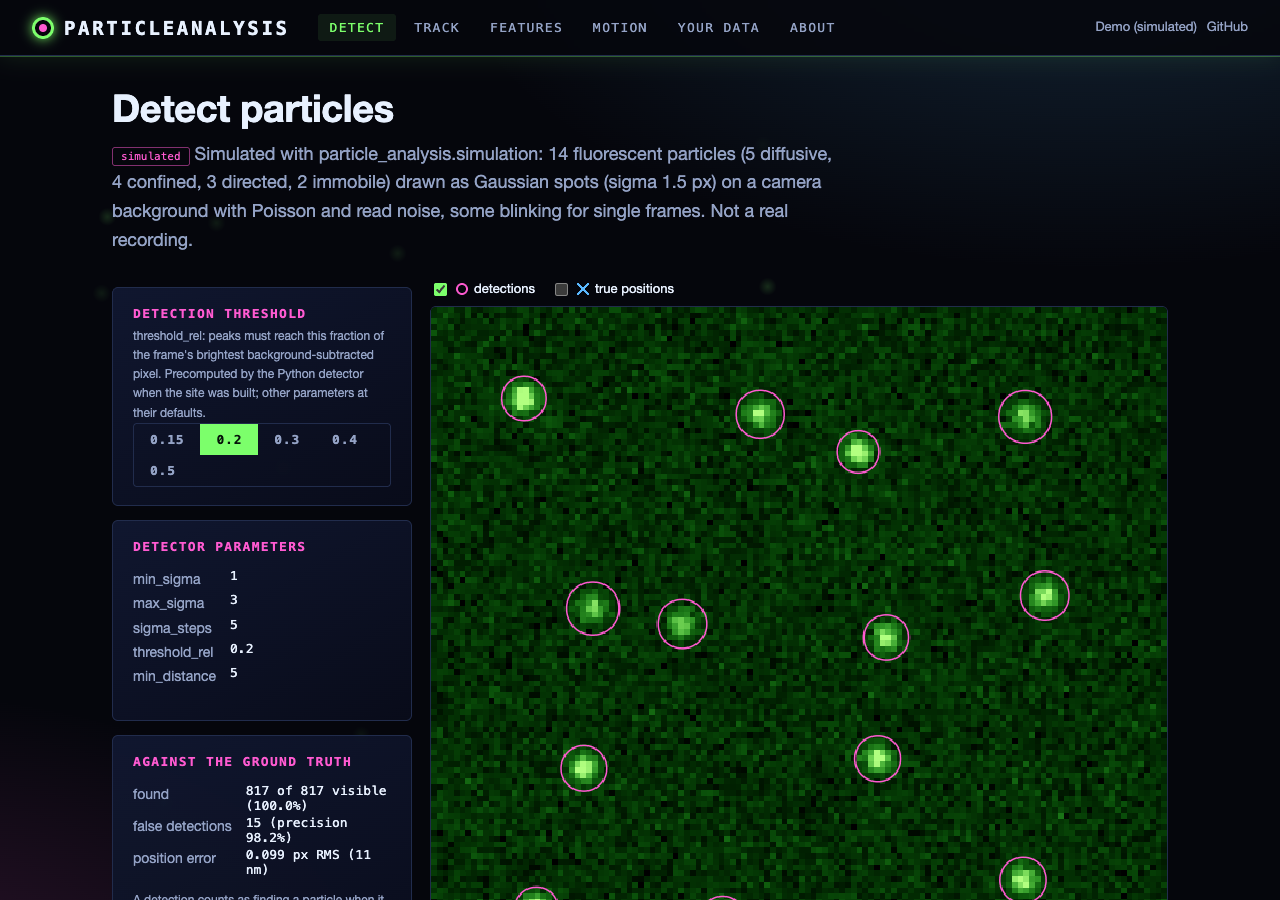 PARTICLEANALYSIS DETECT TRACK FEATURES MOTION YOUR DATA ABOUT Demo (simulated) GitHub
Detect particles
simulated Simulated with particle_analysis.simulation: 14 fluorescent particles (5 diffusive,
4 confined, 3 directed, 2 immobile) drawn as Gaussian spots (sigma 1.5 px) on a camera
background with Poisson and read noise, some blinking for single frames. Not a real
recording.
DETECTION THRESHOLD
threshold_rel: peaks must reach this fraction of
the frame's brightest background-subtracted
pixel. Precomputed by the Python detector
when the site was built; other parameters at
their defaults.
0.15 0.2 0.3 0.4
0.5
DETECTOR PARAMETERS
min_sigma 1
max_sigma 3
sigma_steps 5
threshold_rel 0.2
min_distance 5
AGAINST THE GROUND TRUTH
found 817 of 817 visible
(100.0%)
false detections 15 (precision
98.2%)
position error 0.099 px RMS (11
nm)
A detection counts as finding a particle when it
detections true positions